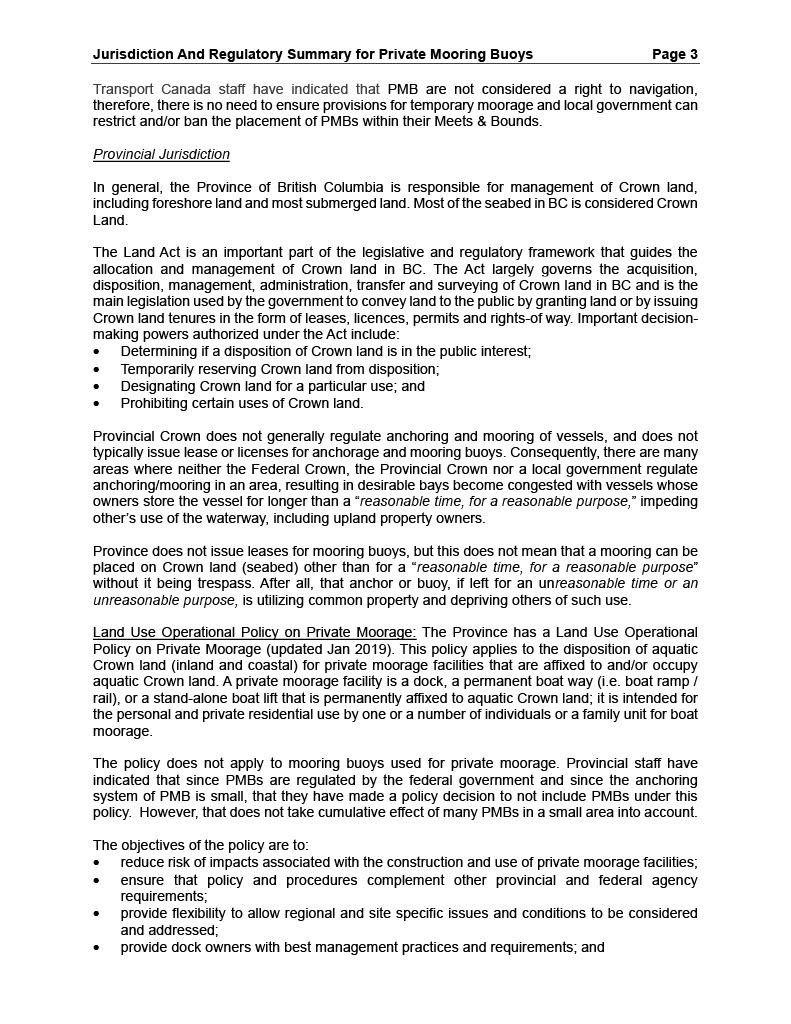 Jurisdiction And Regulatory Summary for Private Mooring Buoys Page 3
Transport Canada staff have indicated that PMB are not considered a right to navigation,
therefore, there is no need to ensure provisions for temporary moorage and local government can
restrict and/or ban the placement of PMBs within their Meets & Bounds.
Provincial Jurisdiction
In general, the Province of British Columbia is responsible for management of Crown land,
including foreshore land and most submerged land. Most of the seabed in BC is considered Crown
Land.
The Land Act is an important part of the legislative and regulatory framework that guides the
allocation and management of Crown land in BC. The Act largely governs the acquisition,
disposition, management, administration, transfer and surveying of Crown land in BC and is the
main legislation used by the government to convey land to the public by granting land or by issuing
Crown land tenures in the form of leases, licences, permits and rights-of way. Important decision-
making powers authorized under the Act include:
• Determining if a disposition of Crown land is in the public interest;
• Temporarily reserving Crown land from disposition;
• Designating Crown land for a particular use; and
• Prohibiting certain uses of Crown land.
Provincial Crown does not generally regulate anchoring and mooring of vessels, and does not
typically issue lease or licenses for anchorage and mooring buoys. Consequently, there are many
areas where neither the Federal Crown, the Provincial Crown nor a local government regulate
anchoring/mooring in an area, resulting in desirable bays become congested with vessels whose
owners store the vessel for longer than a “reasonable time, for a reasonable purpose,” impeding
other’s use of the waterway, including upland property owners.
Province does not issue leases for mooring buoys, but this does not mean that a mooring can be
placed on Crown land (seabed) other than for a “reasonable time, for a reasonable purpose”
without it being trespass. After all, that anchor or buoy, if left for an unreasonable time or an
unreasonable purpose, is utilizing common property and depriving others of such use.
Land Use Operational Policy on Private Moorage: The Province has a Land Use Operational
Policy on Private Moorage (updated Jan 2019). This policy applies to the disposition of aquatic
Crown land (inland and coastal) for private moorage facilities that are affixed to and/or occupy
aquatic Crown land. A private moorage facility is a dock, a permanent boat way (i.e. boat ramp /
rail), or a stand-alone boat lift that is permanently affixed to aquatic Crown land; it is intended for
the personal and private residential use by one or a number of individuals or a family unit for boat
moorage.
The policy does not apply to mooring buoys used for private moorage. Provincial staff have
indicated that since PMBs are regulated by the federal government and since the anchoring
system of PMB is small, that they have made a policy decision to not include PMBs under this
policy. However, that does not take cumulative effect of many PMBs in a small area into account.
The objectives of the policy are to:
• reduce risk of impacts associated with the construction and use of private moorage facilities;
• ensure that policy and procedures complement other provincial and federal agency
requirements;
• provide flexibility to allow regional and site specific issues and conditions to be considered
and addressed;
• provide dock owners with best management practices and requirements; and